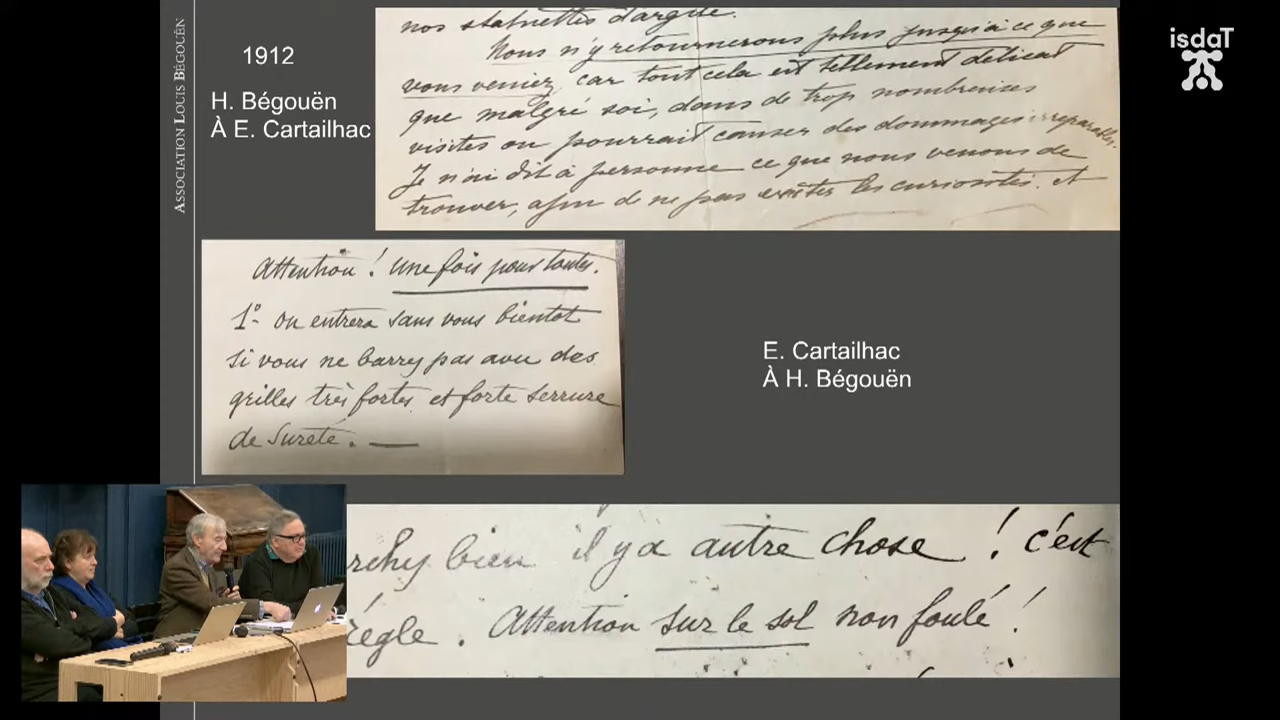 ASSOCIATION LOUIS BÉGOUËN
isdaT
1912
H. Bégouën
À E. Cartailhac
nos statuettes d'argile.
Nous n'y retournerons plus jusqu'à ce que
vous veniez, car tout cela est tellement délicat
que malgré soi, dans de trop nombreuses
visites on pourrait causer des dommages irréparables.
Je n'ai dit à personne ce que nous venons de
trouver, afin de ne pas exciter les curiosités. et
Attention ! Une fois pour toutes.
1º- On entrera sans vous bientôt
si vous ne barrez pas avec des
grilles très fortes et forte serrure
de sureté. —
E. Cartailhac
À H. Bégouën
rchez bien il y a autre chose ! c'est
règle. Attention sur le sol non foulé !